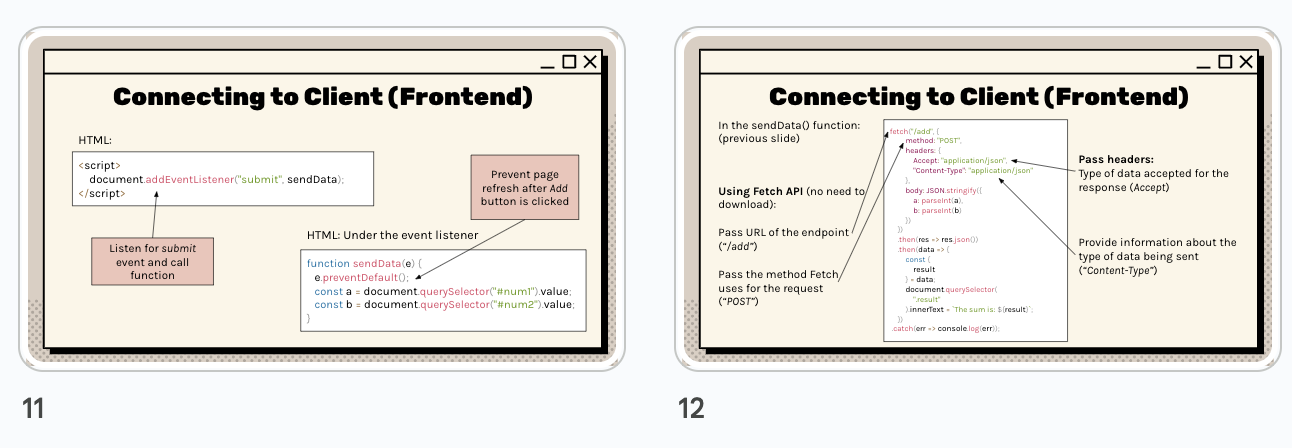 Connecting to Client (Frontend)
HTML:
<script>
document.addEventListener("submit", sendData);
</script>
Listen for submit
event and call
function
Prevent page
refresh after Add
button is clicked
HTML: Under the event listener
function sendData(e) {
e.preventDefault();
const a = document.querySelector("#num1").value;
const b = document.querySelector("#num2").value;
}
11
Connecting to Client (Frontend)
In the sendData() function:
(previous slide)
Using Fetch API (no need to
download):
Pass URL of the endpoint
("/add")
Pass the method Fetch
uses for the request
("POST")
fetch("/add", {
method: "POST",
headers: {
Accept: "application/json",
"Content-Type": "application/json"
},
body: JSON.stringify({
a: parseInt(a),
b: parseInt(b)
})
})
.then(res => res.json())
.then(data => {
const {
result
} = data;
document.querySelector(
".result"
).innerText = `The sum is: ${result}`;
})
.catch(err => console.log(err));
Pass headers:
Type of data accepted for the
response (Accept)
Provide information about the
type of data being sent
("Content-Type")
12